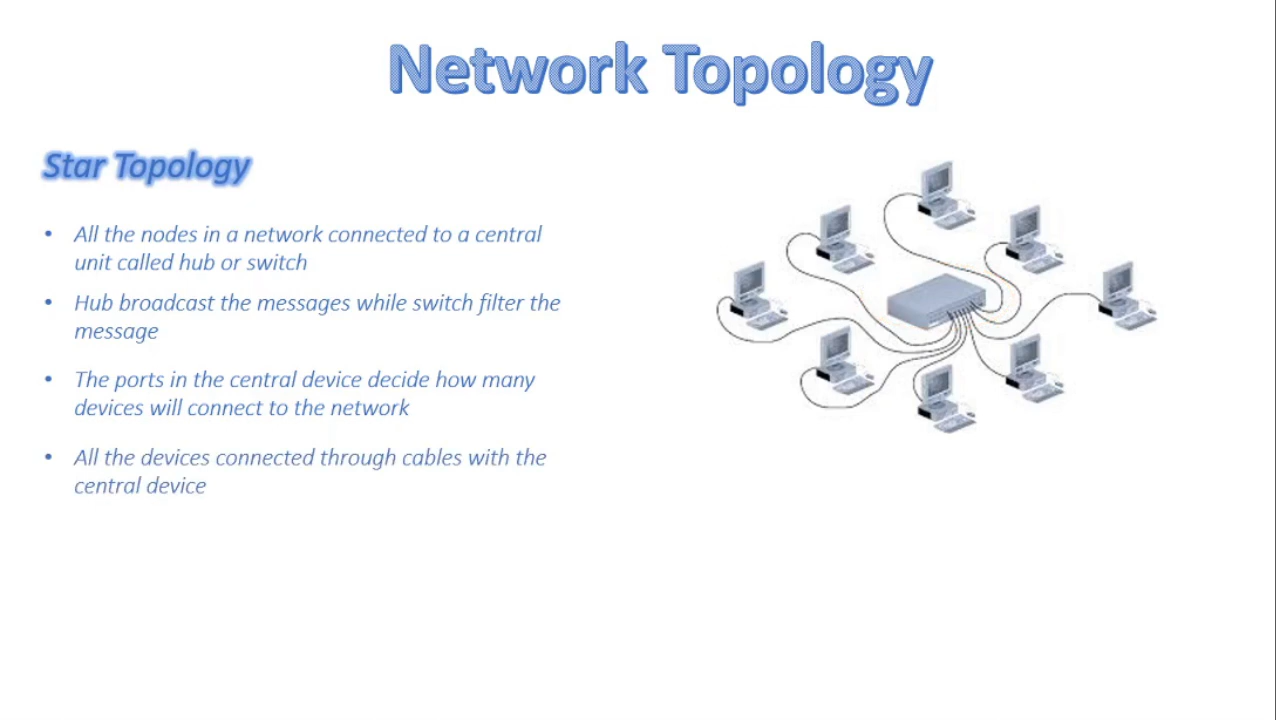 Network Topology
Star Topology
• All the nodes in a network connected to a central
unit called hub or switch
• Hub broadcast the messages while switch filter the
message
• The ports in the central device decide how many
devices will connect to the network
• All the devices connected through cables with the
central device